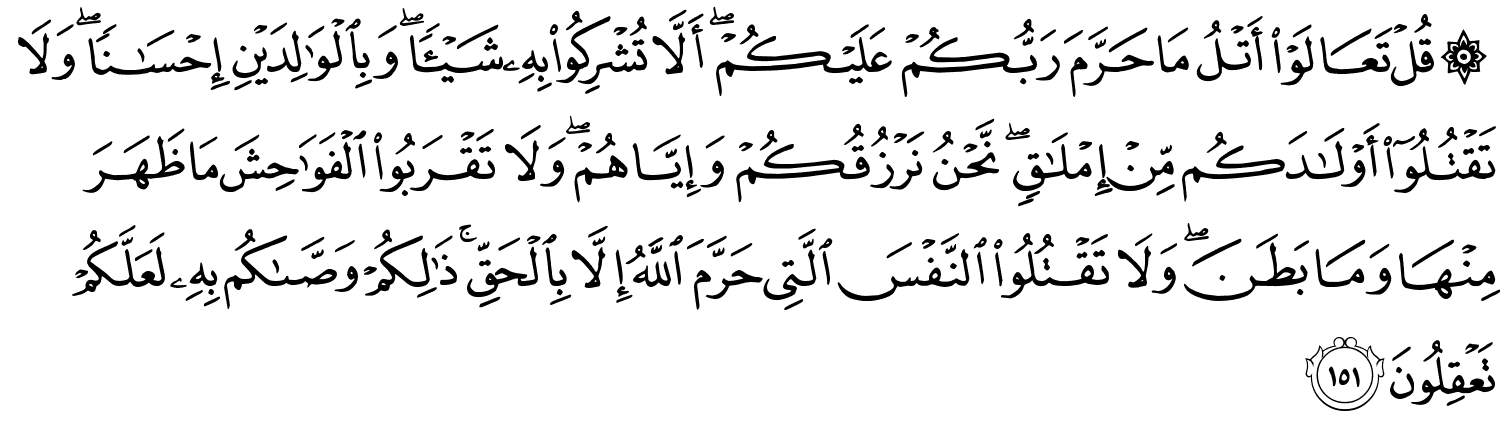 ۞ قُلۡ تَعَالَوۡاْ أَتۡلُ مَا حَرَّمَ رَبُّكُمۡ عَلَيۡكُمۡۖ أَلَّا تُشۡرِكُواْ بِهِۦ شَيۡـٔٗاۖ وَبِٱلۡوَٰلِدَيۡنِ إِحۡسَٰنٗاۖ وَلَا
تَقۡتُلُوٓاْ أَوۡلَٰدَكُم مِّنۡ إِمۡلَٰقٖۖ نَّحۡنُ نَرۡزُقُكُمۡ وَإِيَّاهُمۡۖ وَلَا تَقۡرَبُواْ ٱلۡفَوَٰحِشَ مَا ظَهَرَ
مِنۡهَا وَمَا بَطَنَۖ وَلَا تَقۡتُلُواْ ٱلنَّفۡسَ ٱلَّتِي حَرَّمَ ٱللَّهُ إِلَّا بِٱلۡحَقِّۚ ذَٰلِكُمۡ وَصَّىٰكُم بِهِۦ لَعَلَّكُمۡ
تَعۡقِلُونَ ١٥١